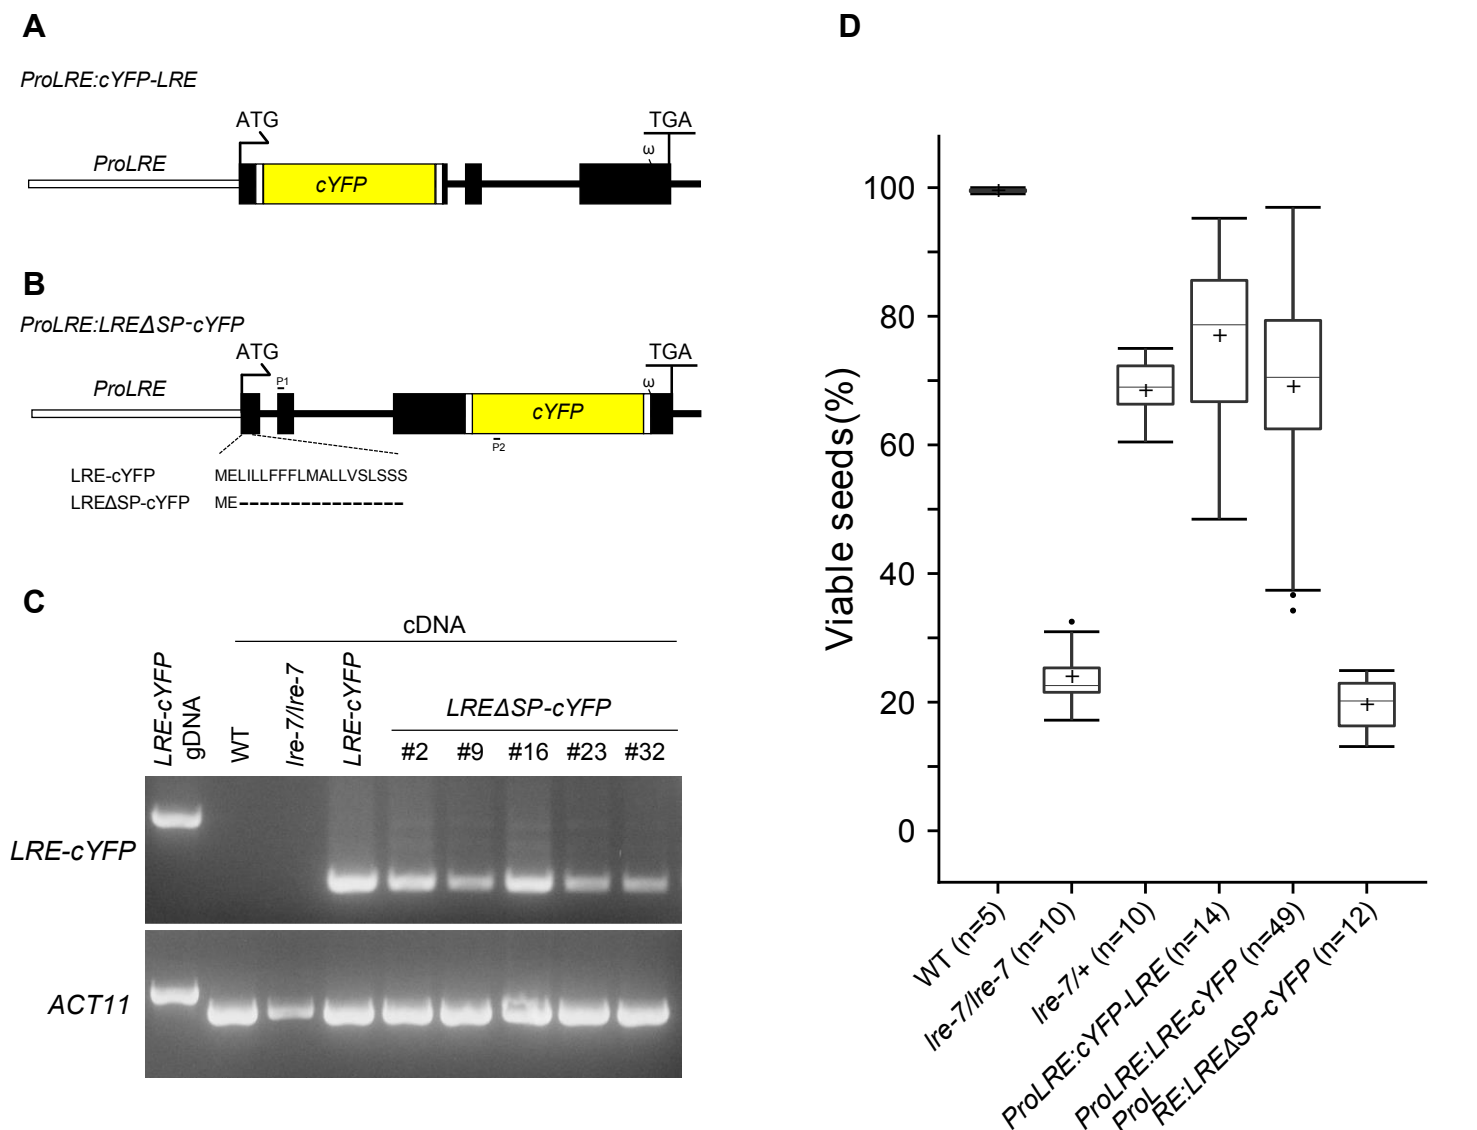 A
ProLRE:cYFP-LRE
ATG
TGA
ProLRE
cYFP
ω
B
ProLRE:LREΔSP-cYFP
ATG
TGA
ProLRE
P1
cYFP
ω
P2
LRE-cYFP MELILLFFFLMALLVSLSSS
LREΔSP-cYFP ME------------------
C
cDNA
LRE-cYFP
gDNA
WT
lre-7/lre-7
LRE-cYFP
LREΔSP-cYFP
#2 #9 #16 #23 #32
LRE-cYFP
ACT11
D
Viable seeds(%)
100
80
60
40
20
0
WT (n=5)
lre-7/lre-7 (n=10)
lre-7/+ (n=10)
ProLRE:cYFP-LRE (n=14)
ProLRE:LRE-cYFP (n=49)
ProLRE:LREΔSP-cYFP (n=12)